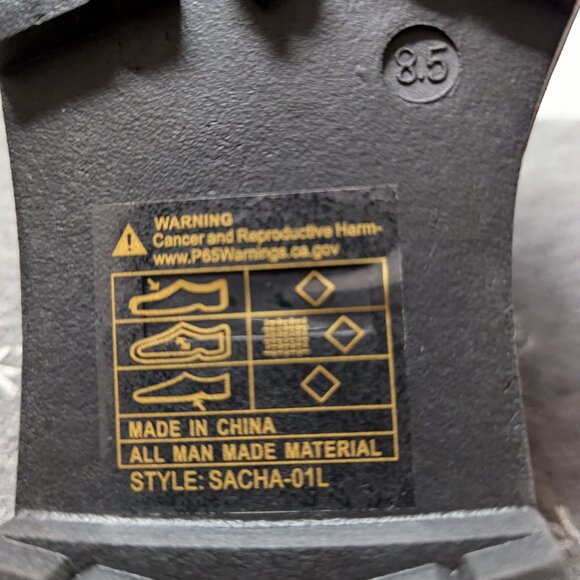 8.5
WARNING
Cancer and Reproductive Harm-
www.P65Warnings.ca.gov
MADE IN CHINA
ALL MAN MADE MATERIAL
STYLE: SACHA-01L